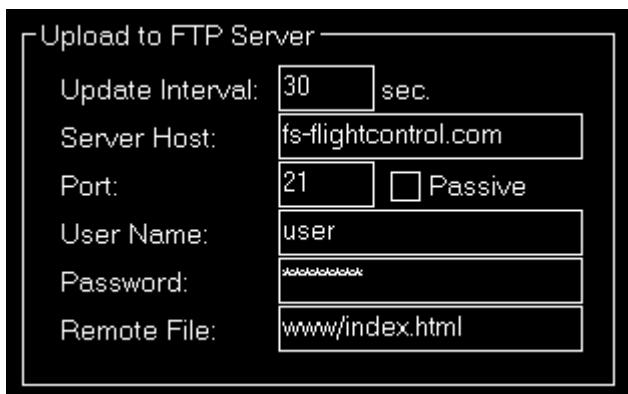 Upload to FTP Server
Update Interval: 30 sec.
Server Host: fs-flightcontrol.com
Port: 21 Passive
User Name: user
Password: *********
Remote File: www/index.html